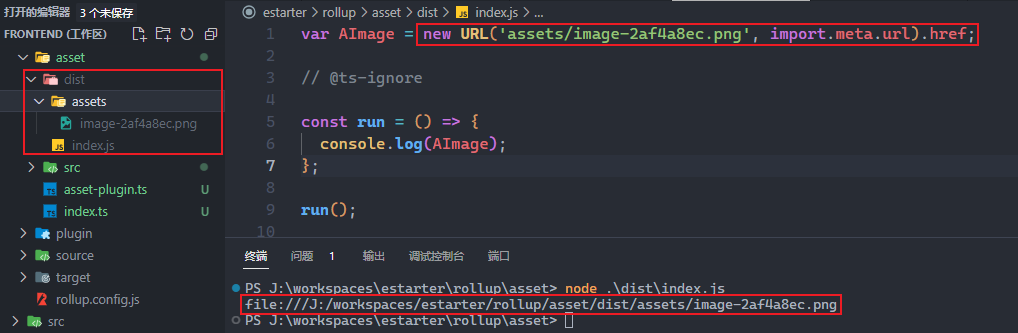 打开的编辑器 3 个未保存
FRONTEND (工作区)
asset
dist
assets
image-2af4a8ec.png
index.js
src
asset-plugin.ts U
index.ts U
plugin
source
target
rollup.config.js
src
estarter > rollup > asset > dist > index.js > ...
1 var AImage = new URL('assets/image-2af4a8ec.png', import.meta.url).href;
2
3 // @ts-ignore
4
5 const run = () => {
6 console.log(AImage);
7 };
8
9 run();
10
终端 问题 1 输出 调试控制台 端口
PS J:\workspaces\estarter\rollup\asset> node .\dist\index.js
file:///J:/workspaces/estarter/rollup/asset/dist/assets/image-2af4a8ec.png
PS J:\workspaces\estarter\rollup\asset>